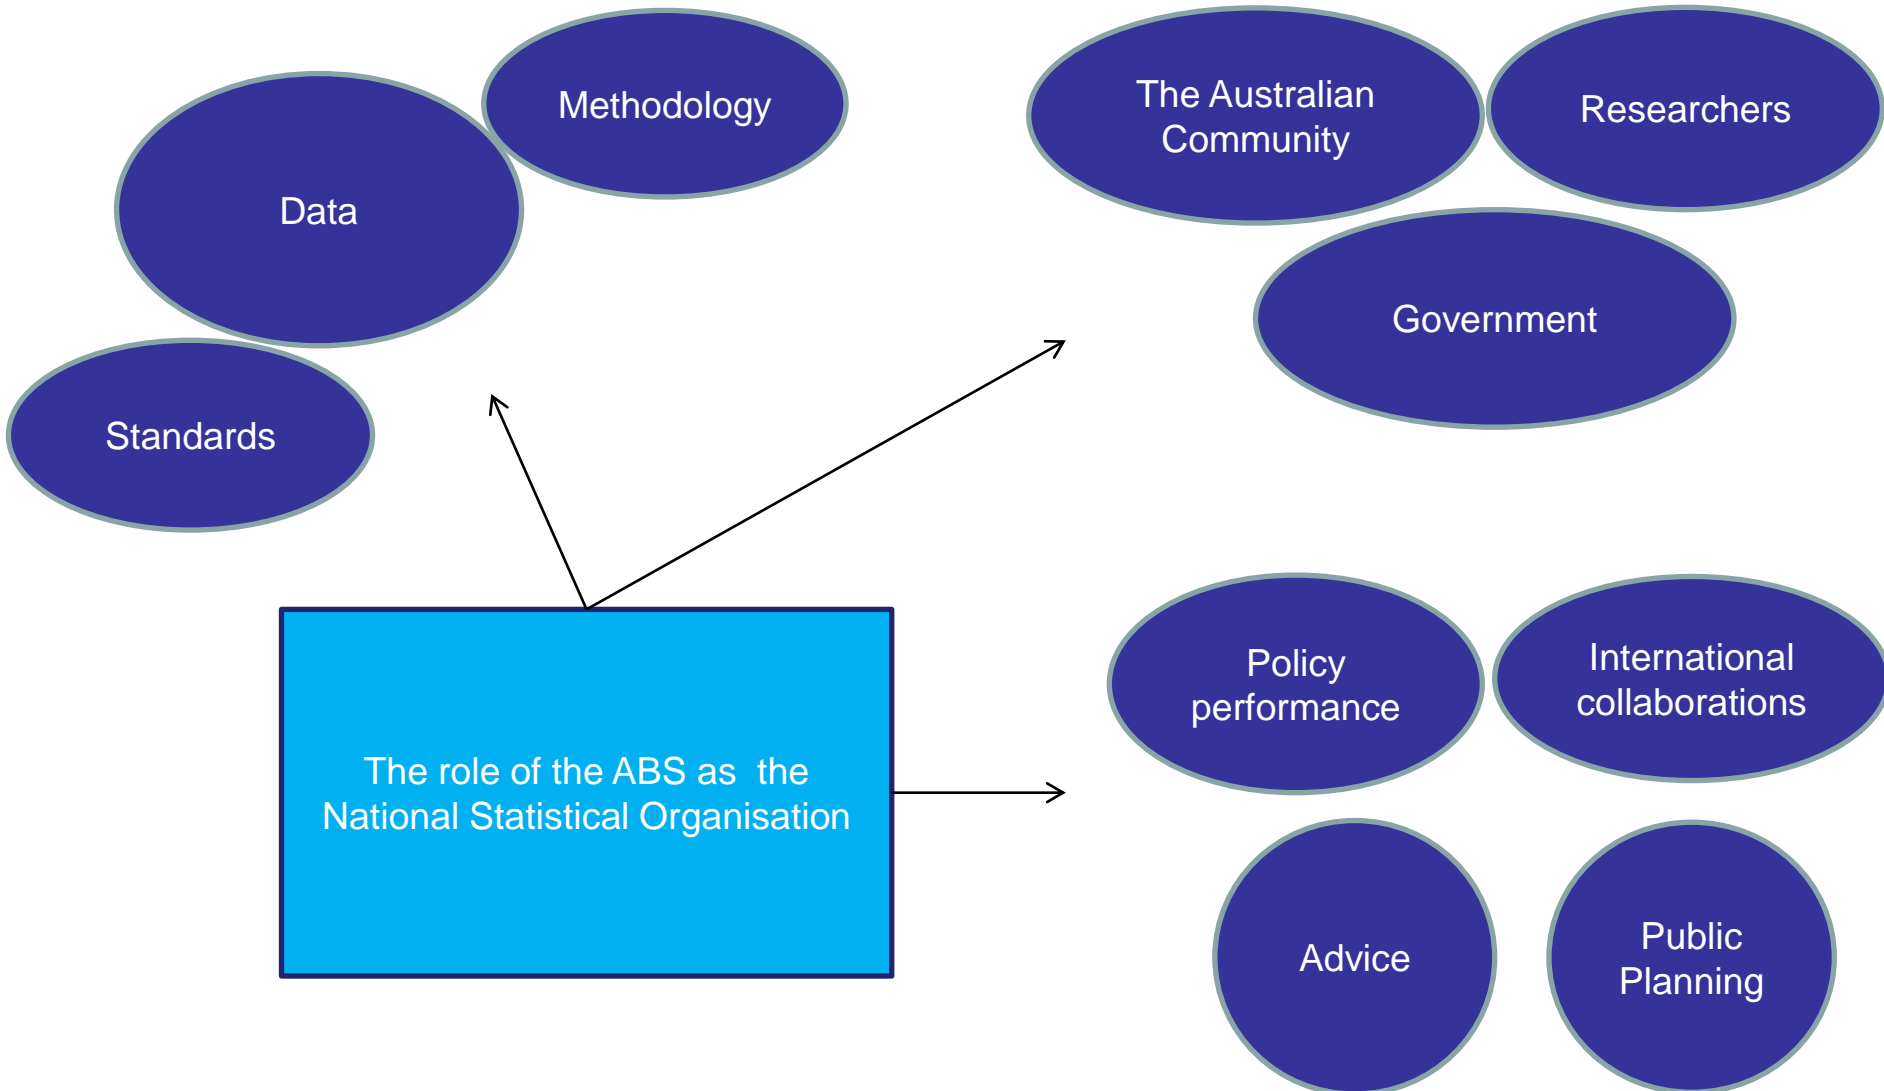 Methodology
Data
Standards
The Australian
Community
Researchers
Government
The role of the ABS as  the
National Statistical Organisation
Policy
performance
International
collaborations
Advice
Public
Planning